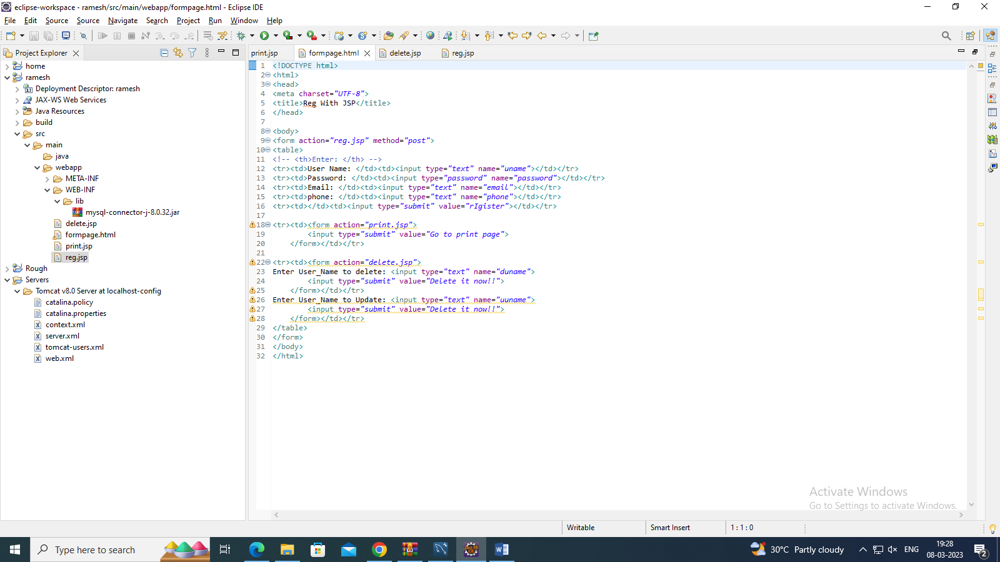 eclipse-workspace - ramesh/src/main/webapp/formpage.html - Eclipse IDE
File Edit Source Source Navigate Search Project Run Window Help
Project Explorer
print.jsp formpage.html delete.jsp reg.jsp
home
ramesh
Deployment Descriptor: ramesh
JAX-WS Web Services
Java Resources
build
src
main
java
webapp
META-INF
WEB-INF
lib
mysql-connector-j-8.0.32.jar
delete.jsp
formpage.html
print.jsp
reg.jsp
Rough
Servers
Tomcat v8.0 Server at localhost-config
catalina.policy
catalina.properties
context.xml
server.xml
tomcat-users.xml
web.xml
1 <!DOCTYPE html>
2 <html>
3 <head>
4 <meta charset="UTF-8">
5 <title>Reg With JSP</title>
6 </head>
7
8 <body>
9 <form action="reg.jsp" method="post">
10 <table>
11 <!-- <th>Enter: </th> -->
12 <tr><td>User Name: </td><td><input type="text" name="uname"></td></tr>
13 <tr><td>Password: </td><td><input type="password" name="password"></td></tr>
14 <tr><td>Email: </td><td><input type="text" name="email"></td></tr>
15 <tr><td>phone: </td><td><input type="text" name="phone"></td></tr>
16 <tr><td></td><td><input type="submit" value="rIgister"></td></tr>
17
18 <tr><td><form action="print.jsp">
19 <input type="submit" value="Go to print page">
20 </form></td></tr>
21
22 <tr><td><form action="delete.jsp">
23 Enter User_Name to delete: <input type="text" name="duname">
24 <input type="submit" value="Delete it now!!">
25 </form></td></tr>
26 Enter User_Name to Update: <input type="text" name="uuname">
27 <input type="submit" value="Delete it now!!">
28 </form></td></tr>
29 </table>
30 </form>
31 </body>
32 </html>
Activate Windows
Go to Settings to activate Windows.
Writable Smart Insert 1 : 1 : 0
Type here to search
30°C Partly cloudy ENG 19:28
08-03-2023
2